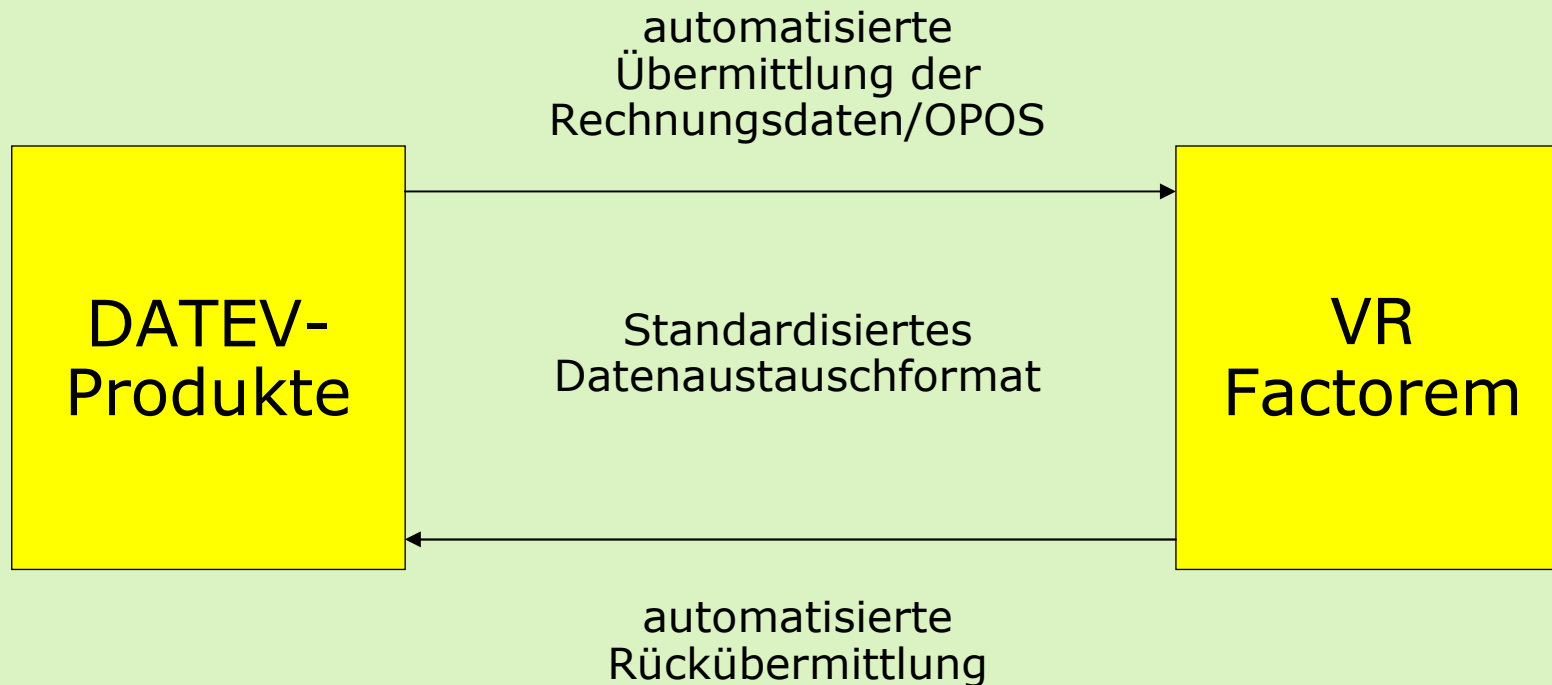 automatisierte
Übermittlung der
Rechnungsdaten/OPOS
DATEV-
Produkte
Standardisiertes
Datenaustauschformat
VR
Factorem
automatisierte
Rückübermittlung